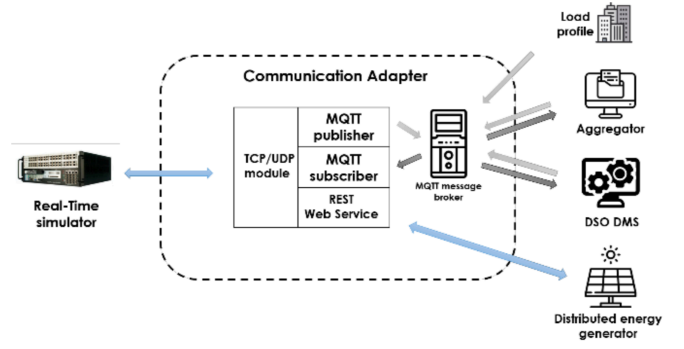 Load
profile
Communication Adapter
MQTT
publisher
TCP/UDP
module
MQTT
subscriber
REST
Web Service
MQTT message
broker
Aggregator
Real-Time
simulator
DSO DMS
Distributed energy
generator